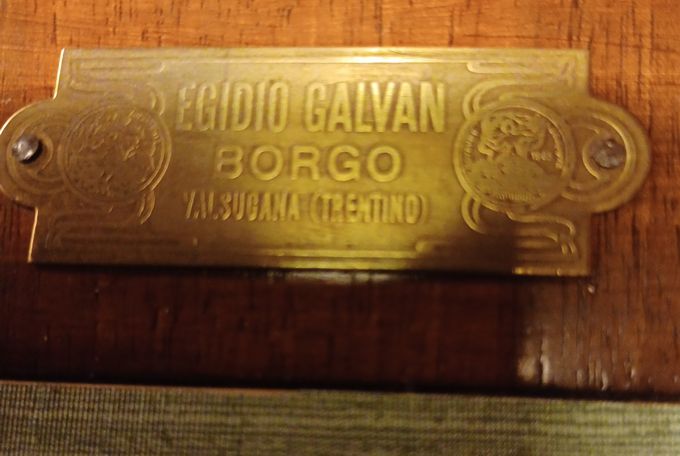 EGIDIO GALVAN
BORGO
VALSUGANA (TRENTINO)